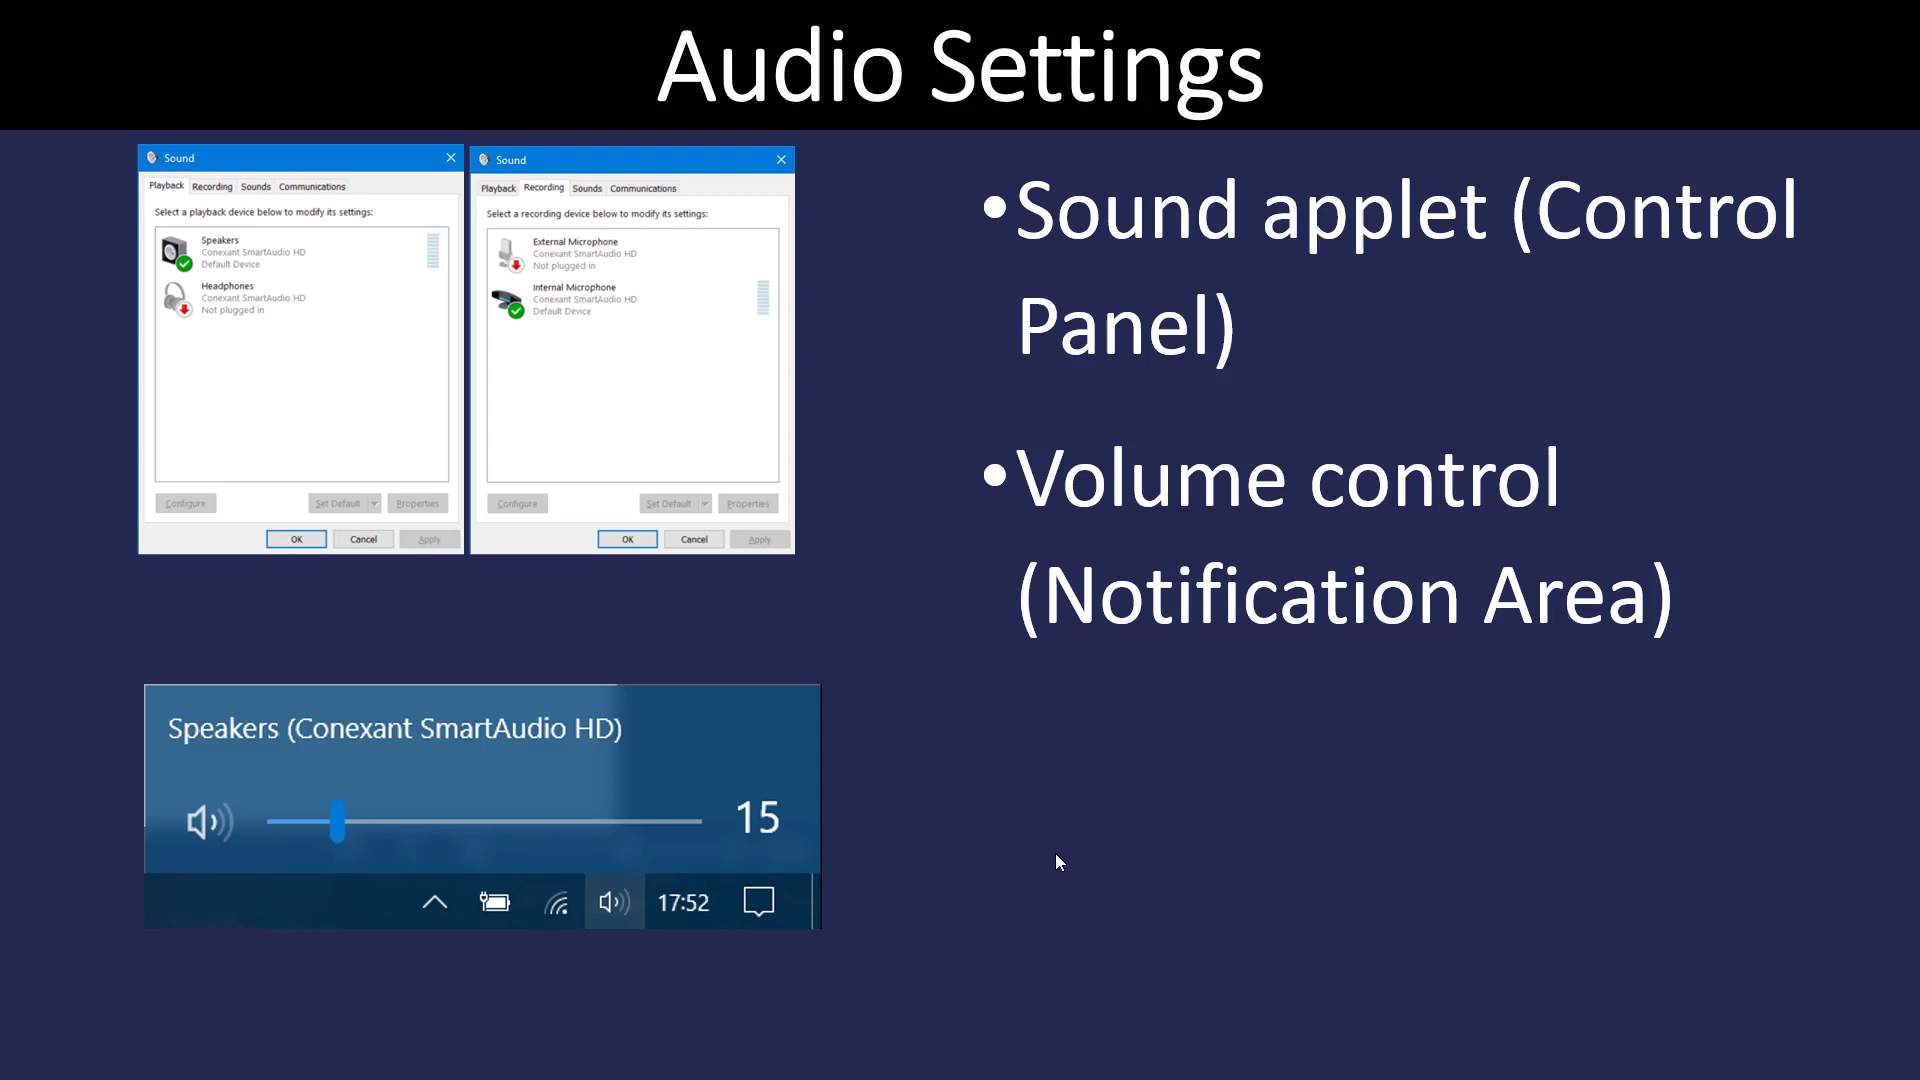 Audio Settings
Sound
Playback Recording Sounds Communications
Select a playback device below to modify its settings:
Speakers
Conexant SmartAudio HD
Default Device
Headphones
Conexant SmartAudio HD
Not plugged in
Configure Set Default Properties
OK Cancel Apply
Sound
Playback Recording Sounds Communications
Select a recording device below to modify its settings:
External Microphone
Conexant SmartAudio HD
Not plugged in
Internal Microphone
Conexant SmartAudio HD
Default Device
Configure Set Default Properties
OK Cancel Apply
•Sound applet (Control
Panel)
•Volume control
(Notification Area)
Speakers (Conexant SmartAudio HD)
15
17:52